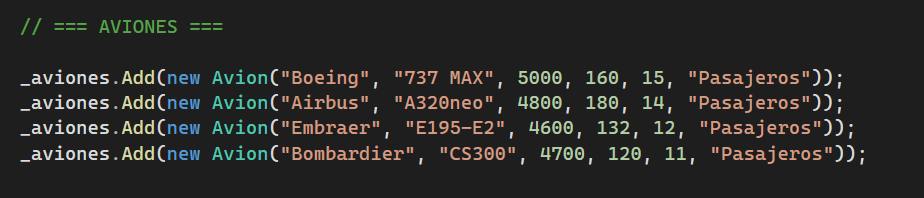 // === AVIONES ===
_aviones.Add(new Avion("Boeing", "737 MAX", 5000, 160, 15, "Pasajeros"));
_aviones.Add(new Avion("Airbus", "A320neo", 4800, 180, 14, "Pasajeros"));
_aviones.Add(new Avion("Embraer", "E195-E2", 4600, 132, 12, "Pasajeros"));
_aviones.Add(new Avion("Bombardier", "CS300", 4700, 120, 11, "Pasajeros"));